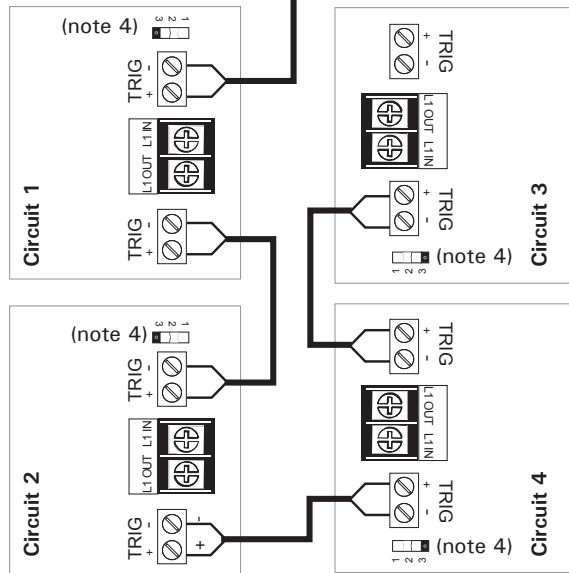 (note 4)
3 2 1
TRIG
- +
L1 OUT L1 IN
TRIG
- +
Circuit 1
(note 4)
3 2 1
TRIG
- +
L1 OUT L1 IN
TRIG
- +
- +
Circuit 2
+ -
TRIG
L1 OUT L1 IN
+ -
TRIG
1 2 3
(note 4)
Circuit 3
+ -
TRIG
L1 OUT L1 IN
+ -
TRIG
1 2 3
(note 4)
Circuit 4